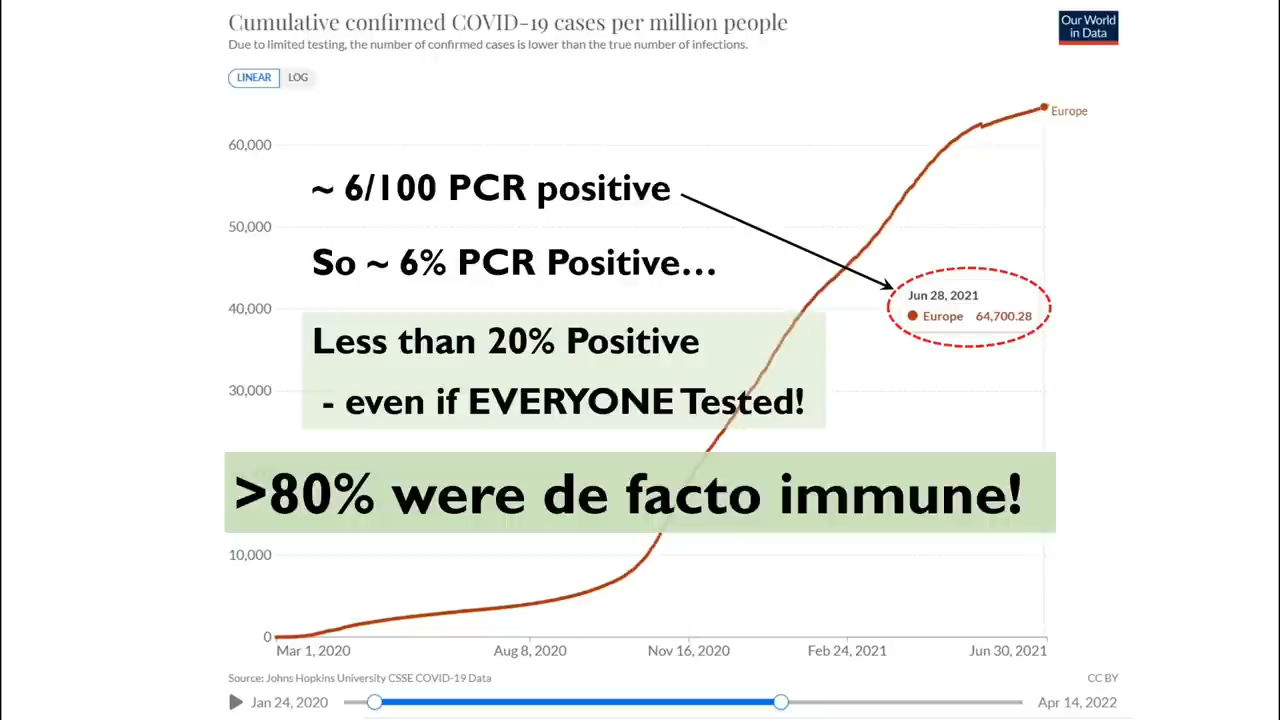 Cumulative confirmed COVID-19 cases per million people
Due to limited testing, the number of confirmed cases is lower than the true number of infections.
Our World
in Data
LINEAR LOG
Europe
60,000
~ 6/100 PCR positive
50,000
So ~ 6% PCR Positive...
Jun 28, 2021
Europe 64,700.28
40,000
Less than 20% Positive
30,000
- even if EVERYONE Tested!
>80% were de facto immune!
10,000
0
Mar 1, 2020 Aug 8, 2020 Nov 16, 2020 Feb 24, 2021 Jun 30, 2021
Source: Johns Hopkins University CSSE COVID-19 Data CC BY
Jan 24, 2020 Apr 14, 2022